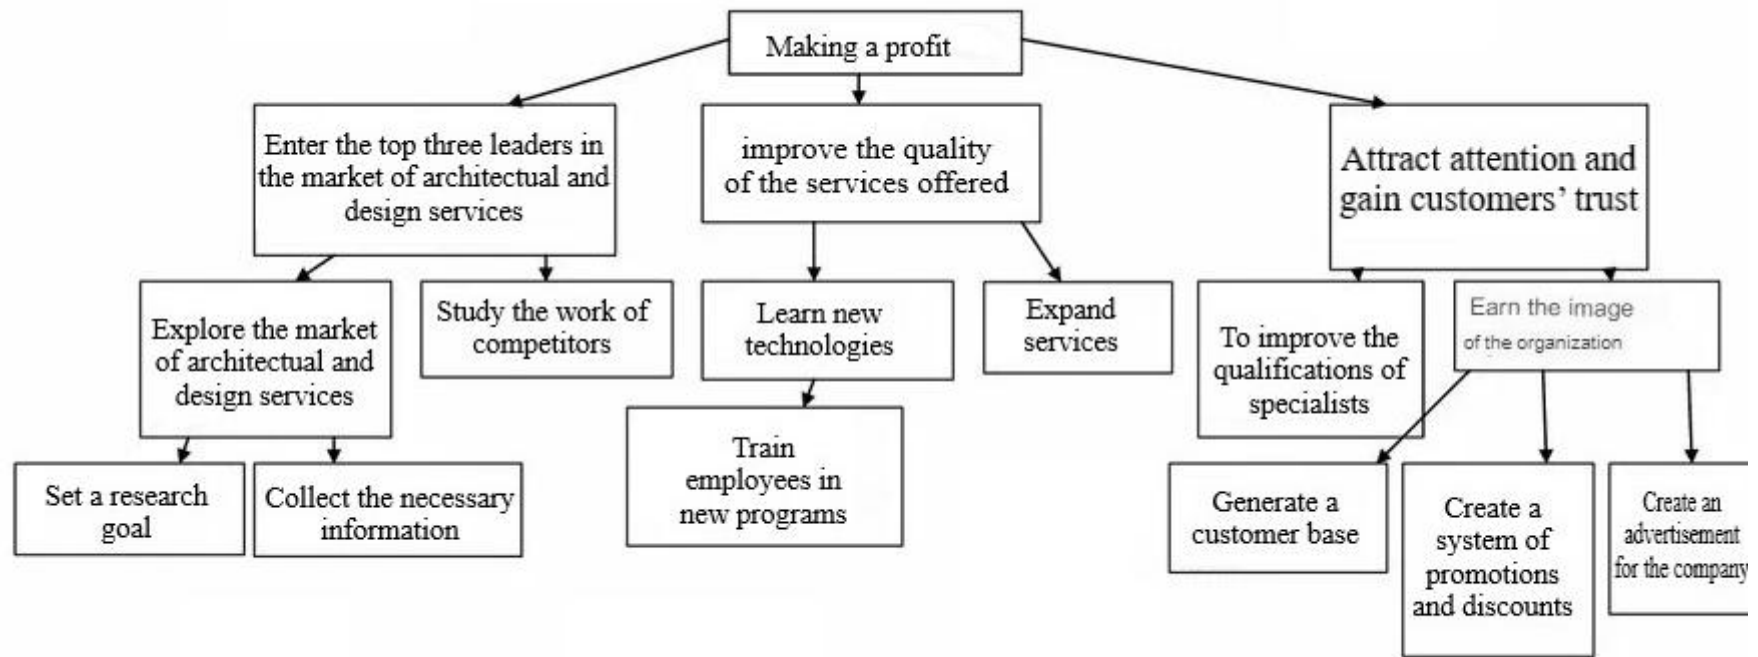 Making a profit
Enter the top three leaders in
the market of architectual and
design services
improve the quality
of the services offered
Attract attention and
gain customers’ trust
Explore the market
of architectual and
design services
Study the work of
competitors
Learn new
technologies
Expand
services
To improve the
qualifications of
specialists
Earn the image
of the organization
Set a research
goal
Collect the necessary
information
Train
employees in
new programs
Generate a
customer base
Create a
system of
promotions
and discounts
Create an
advertisement
for the company